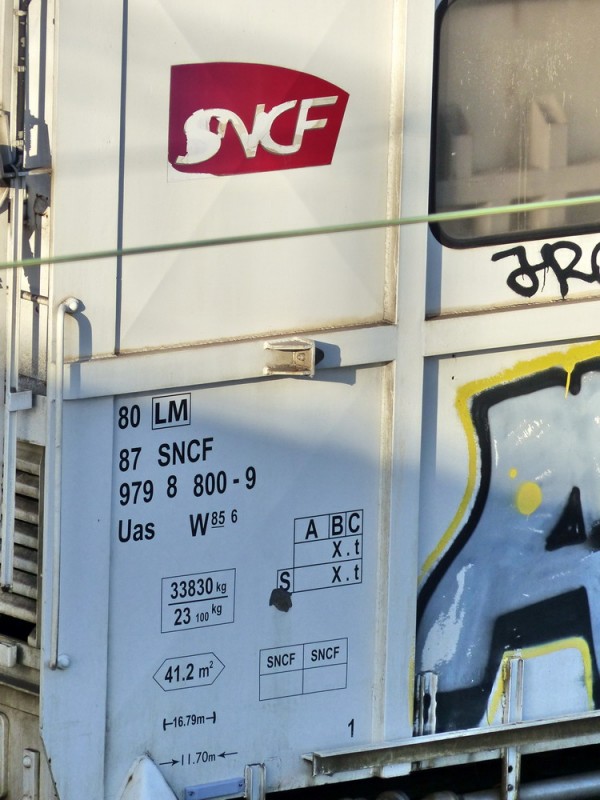 SNCF
80 LM
87 SNCF
979 8 800-9
Uas W 85 6
A B C
X.t
S X.t
33830 kg
23 100 kg
41.2 m²
SNCF SNCF
16.79m
11.70m
1